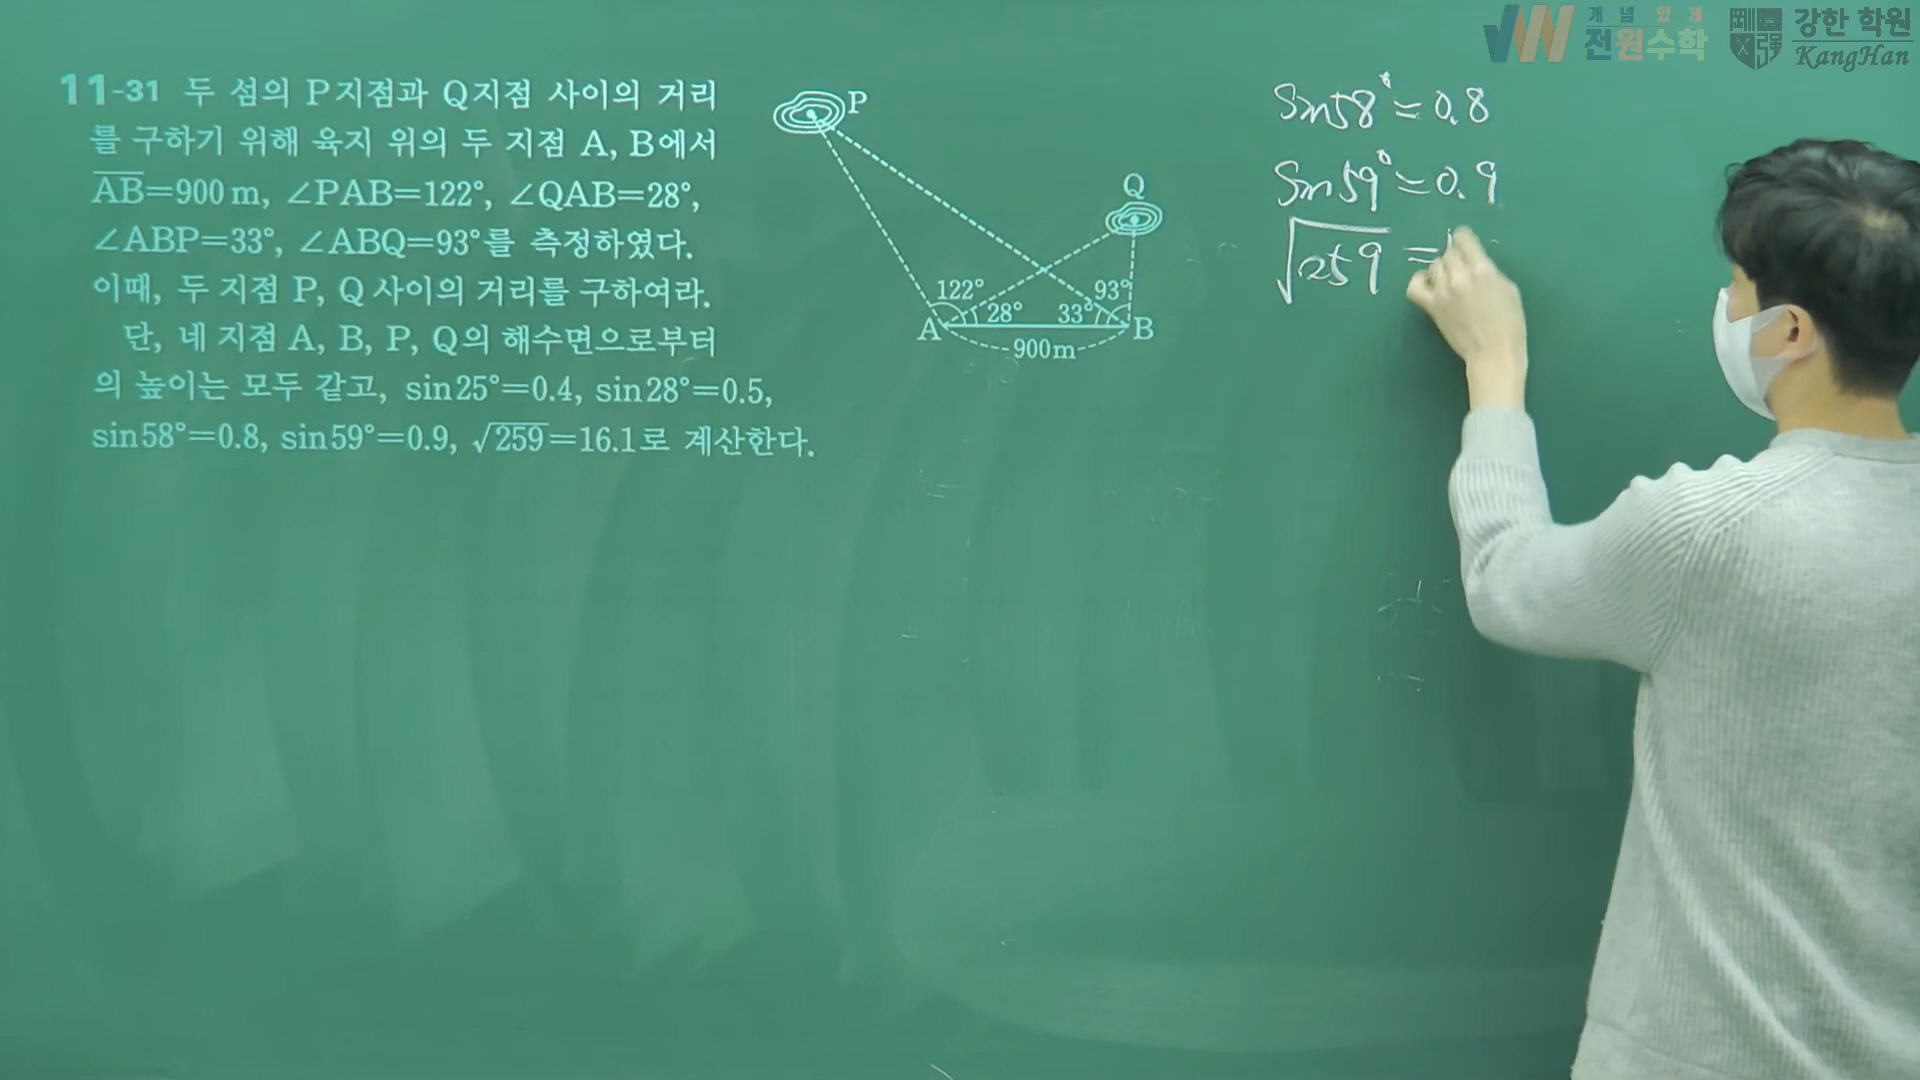 11-31 두 섬의 P지점과 Q지점 사이의 거리
를 구하기 위해 육지 위의 두 지점 A, B에서
AB=900 m, ∠PAB=122°, ∠QAB=28°,
∠ABP=33°, ∠ABQ=93°를 측정하였다.
이때, 두 지점 P, Q 사이의 거리를 구하여라.
단, 네 지점 A, B, P, Q의 해수면으로부터
의 높이는 모두 같고, sin25°=0.4, sin28°=0.5,
sin58°=0.8, sin59°=0.9, √259=16.1로 계산한다.
P
Q
122°
28°
33°
93°
A
B
900m
sin58°=0.8
sin59°=0.9
√259 =
개념 있게
전원수학
강한 학원
KangHan